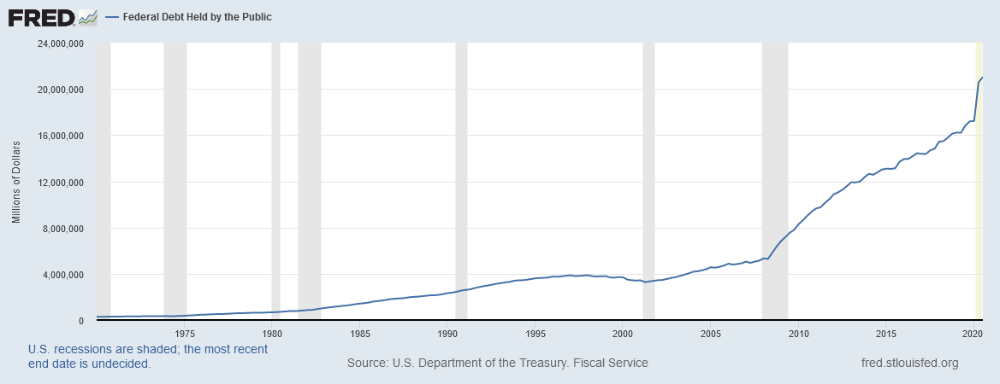 FRED Federal Debt Held by the Public
24,000,000
20,000,000
16,000,000
12,000,000
8,000,000
4,000,000
0
Millions of Dollars
1975 1980 1985 1990 1995 2000 2005 2010 2015 2020
U.S. recessions are shaded; the most recent
end date is undecided.
Source: U.S. Department of the Treasury. Fiscal Service
fred.stlouisfed.org